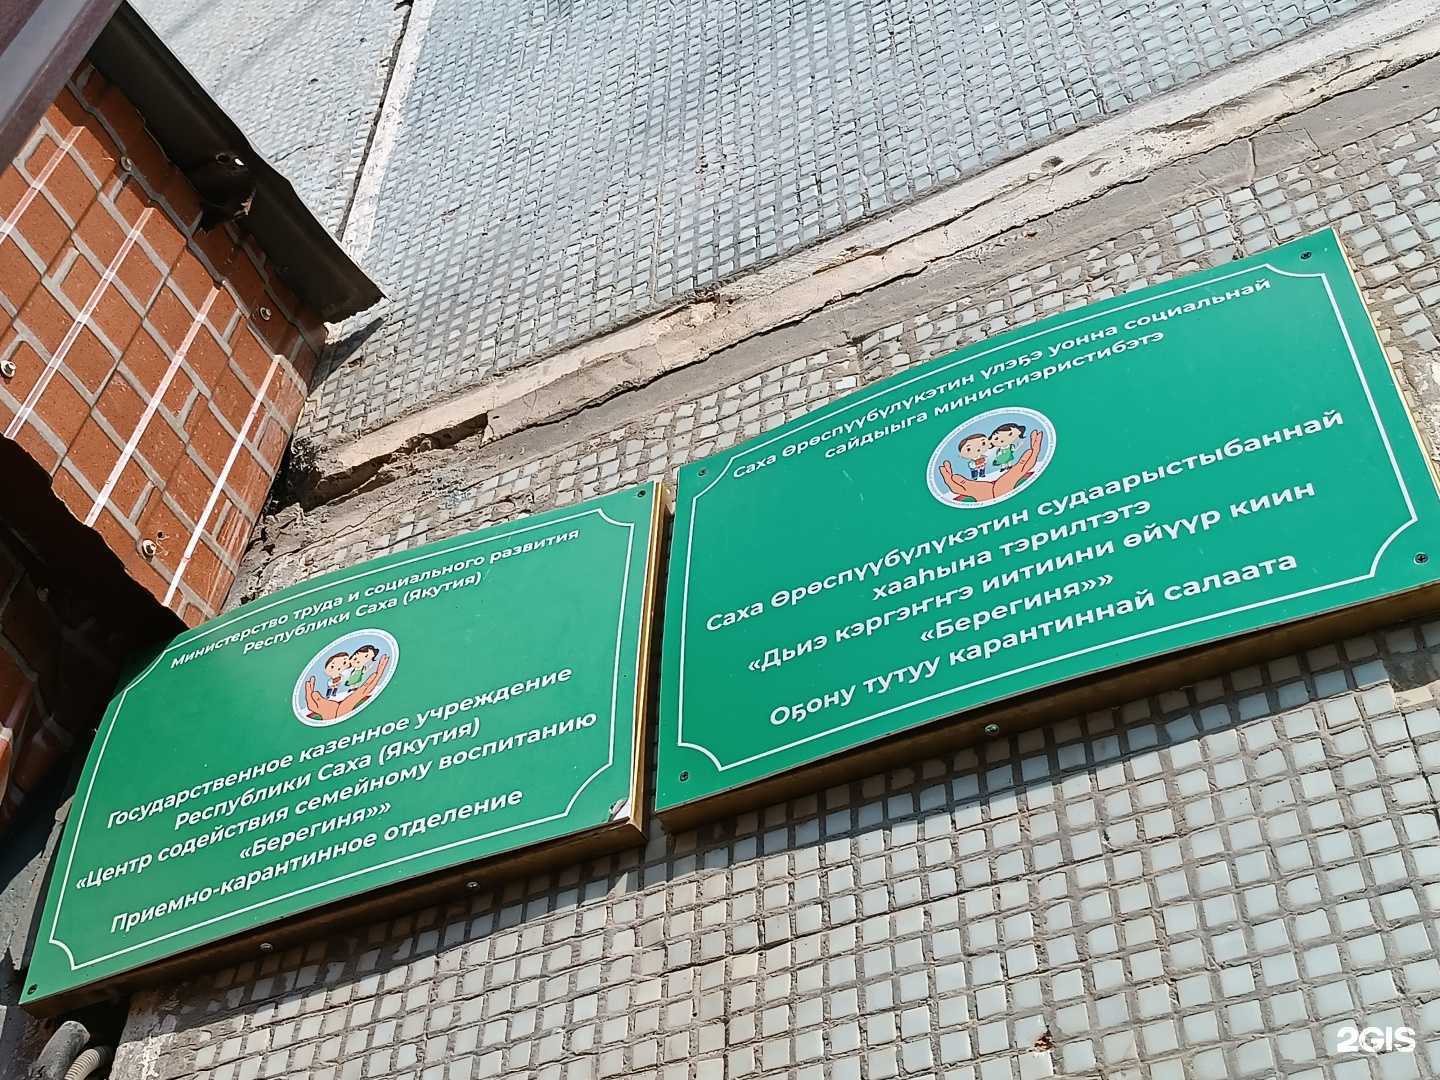 Министерство труда и социального развития
Республики Саха (Якутия)
Государственное казенное учреждение
Республики Саха (Якутия)
«Центр содействия семейному воспитанию
«Берегиня»»
Приемно-карантинное отделение
Саха Өрөспүүбүлүкэтин үлэҕэ уонна социальнай
сайдыыга министиэристибэтэ
Саха Өрөспүүбүлүкэтин судаарыстыбаннай
хааһына тэрилтэтэ
«Дьиэ кэргэҥҥэ иитиини өйүүр киин
«Берегиня»»
Оҕону тутуу карантиннай салаата
2GIS